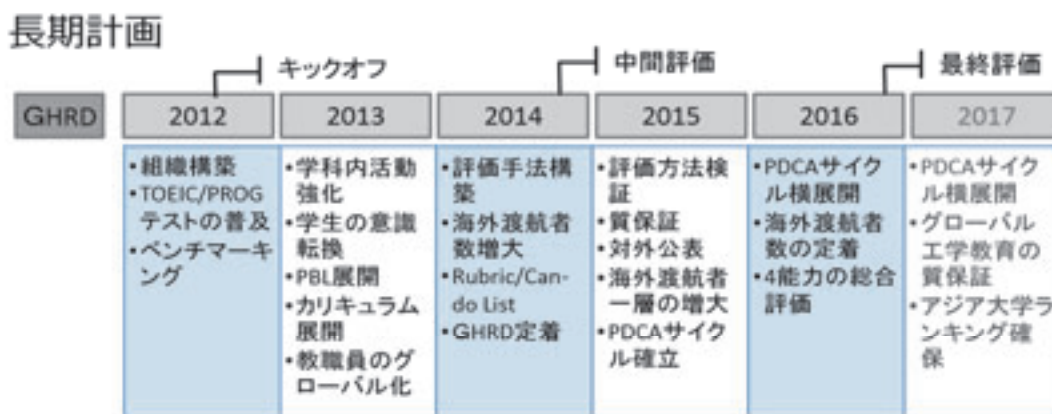 長期計画
キックオフ
中間評価
最終評価
GHRD
2012
2013
2014
2015
2016
2017
•組織構築
•TOEIC/PROG
テストの普及
•ベンチマーキ
ング
•学科内活動
強化
•学生の意識
転換
•PBL展開
•カリキュラム
展開
•教職員のグ
ローバル化
•評価手法構
築
•海外渡航者
数増大
•Rubric/Can-
do List
•GHRD定着
•評価方法検
証
•質保証
•対外公表
•海外渡航者
一層の増大
•PDCAサイク
ル確立
•PDCAサイク
ル横展開
•海外渡航者
数の定着
•4能力の総合
評価
•PDCAサイク
ル横展開
•グローバル
工学教育の
質保証
•アジア大学ラ
ンキング確
保